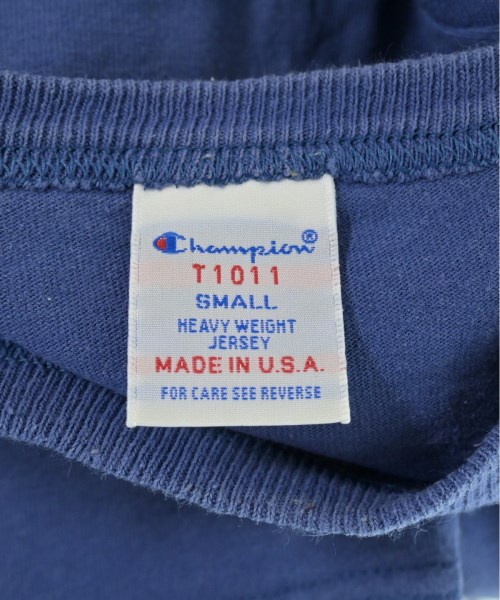 Champion®
T1011
SMALL
HEAVY WEIGHT
JERSEY
MADE IN U.S.A.
FOR CARE SEE REVERSE